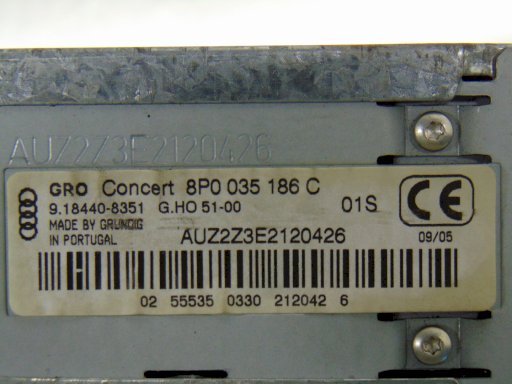 AUZ2Z3E2120426
GRO Concert 8P0 035 186 C
9.18440-8351 G.HO 51-00 01S CE
MADE BY GRUNDIG
IN PORTUGAL AUZ2Z3E2120426 09/05
02 55535 0330 212042 6